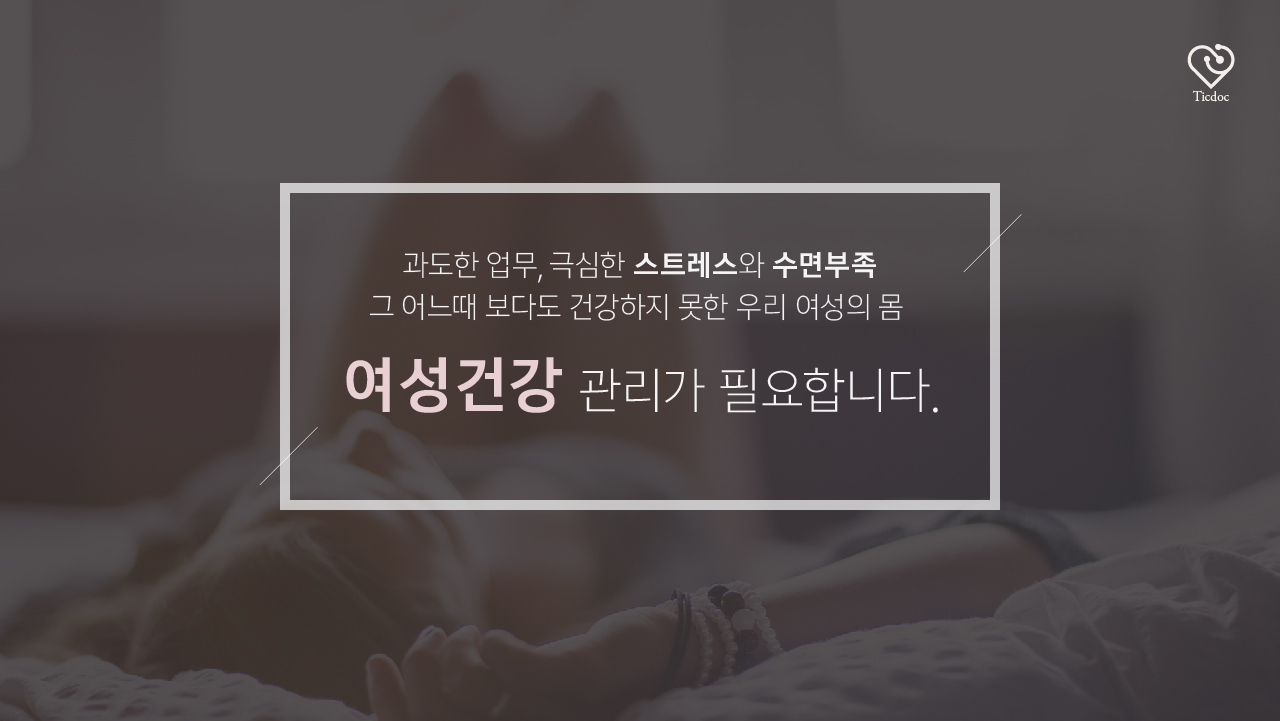 Ticdoc
과도한 업무, 극심한 스트레스와 수면부족
그 어느때 보다도 건강하지 못한 우리 여성의 몸
여성건강 관리가 필요합니다.